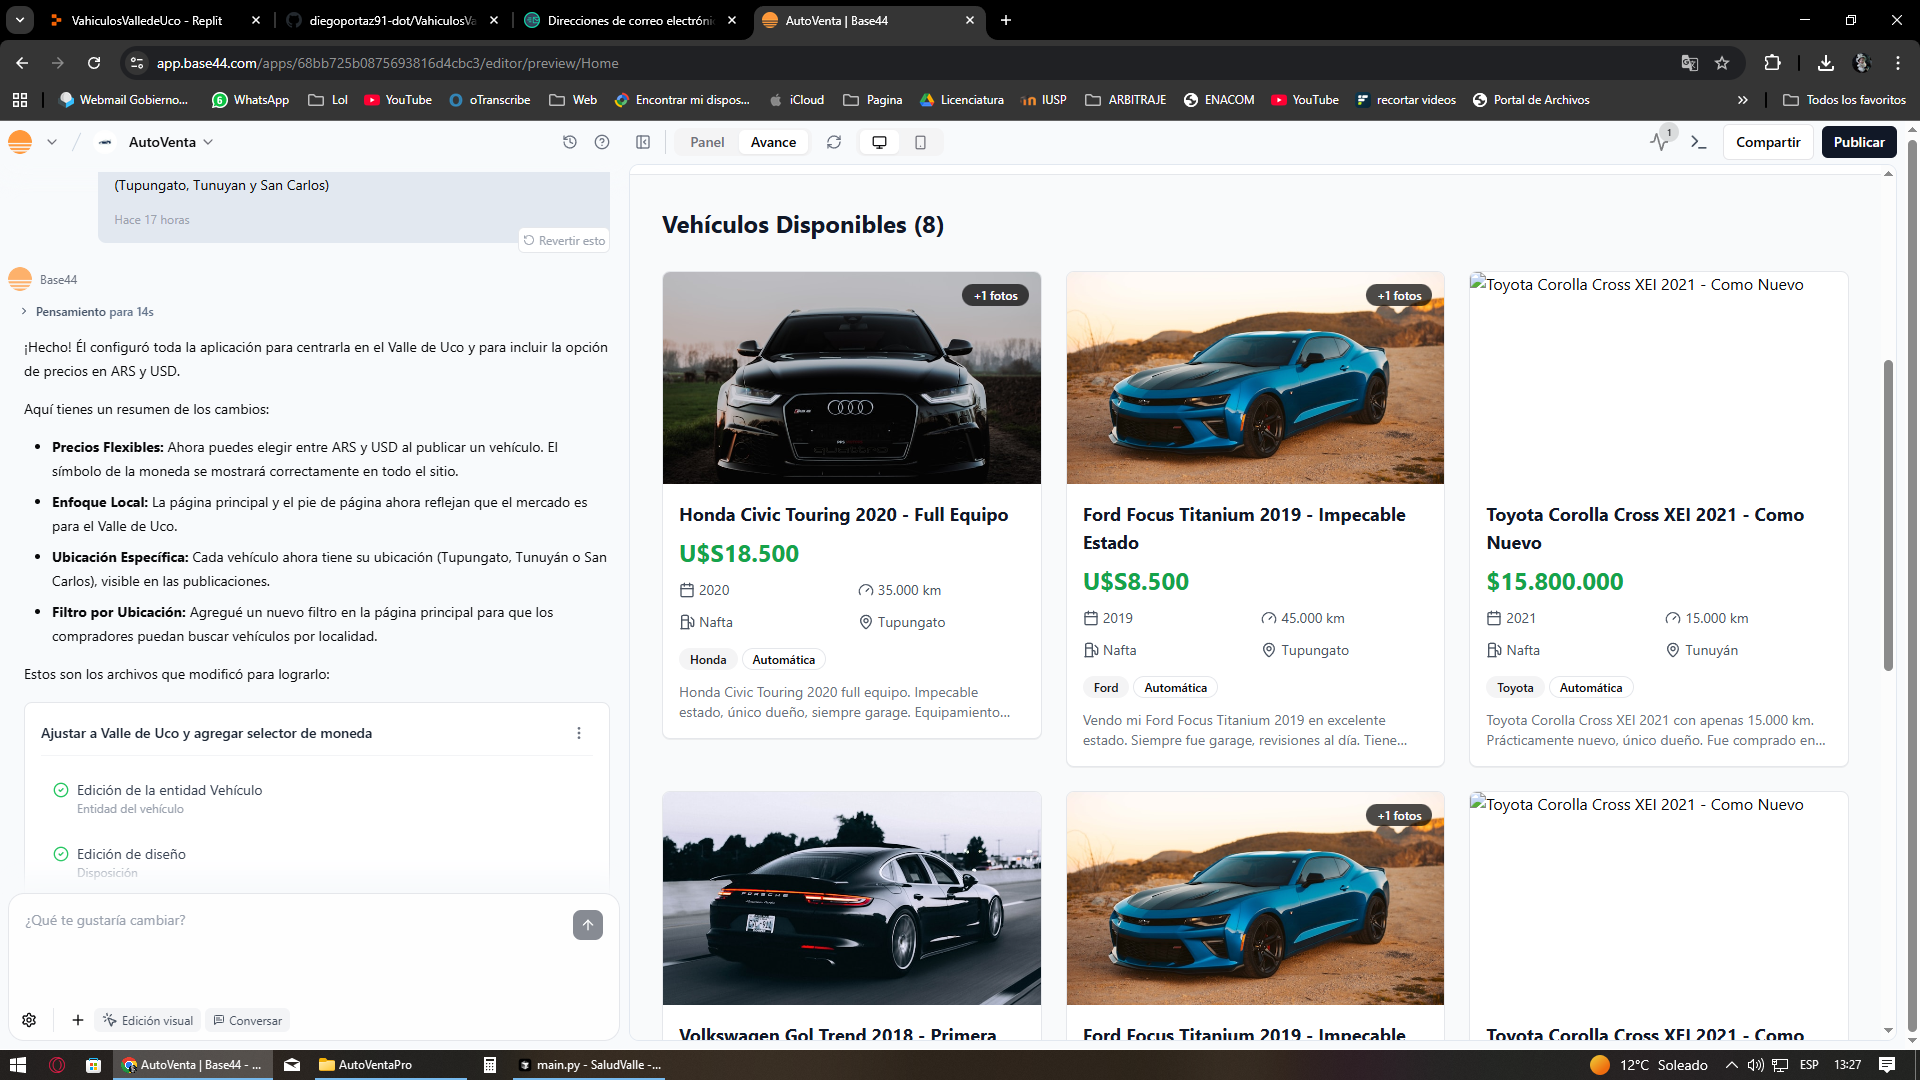 VahiculosValledeUco - Replit
diegoportaz91-dot/VahiculosVa
Direcciones de correo electróni
AutoVenta | Base44
app.base44.com/apps/68bb725b0875693816d4cbc3/editor/preview/Home
Webmail Gobierno...
WhatsApp
Lol
YouTube
oTranscribe
Web
Encontrar mi dispos...
iCloud
Pagina
Licenciatura
IUSP
ARBITRAJE
ENACOM
YouTube
recortar videos
Portal de Archivos
Todos los favoritos
AutoVenta
Panel
Avance
1
Compartir
Publicar
(Tupungato, Tunuyan y San Carlos)
Hace 17 horas
Revertir esto
Base44
Pensamiento para 14s
¡Hecho! Él configuró toda la aplicación para centrarla en el Valle de Uco y para incluir la opción
de precios en ARS y USD.
Aquí tienes un resumen de los cambios:
Precios Flexibles: Ahora puedes elegir entre ARS y USD al publicar un vehículo. El
símbolo de la moneda se mostrará correctamente en todo el sitio.
Enfoque Local: La página principal y el pie de página ahora reflejan que el mercado es
para el Valle de Uco.
Ubicación Específica: Cada vehículo ahora tiene su ubicación (Tupungato, Tunuyán o San
Carlos), visible en las publicaciones.
Filtro por Ubicación: Agregué un nuevo filtro en la página principal para que los
compradores puedan buscar vehículos por localidad.
Estos son los archivos que modificó para lograrlo:
Ajustar a Valle de Uco y agregar selector de moneda
Edición de la entidad Vehículo
Entidad del vehículo
Edición de diseño
Disposición
¿Qué te gustaría cambiar?
Edición visual
Conversar
Vehículos Disponibles (8)
+1 fotos
Honda Civic Touring 2020 - Full Equipo
U$S18.500
2020
35.000 km
Nafta
Tupungato
Honda
Automática
Honda Civic Touring 2020 full equipo. Impecable
estado, único dueño, siempre garage. Equipamiento...
+1 fotos
Ford Focus Titanium 2019 - Impecable
Estado
U$S8.500
2019
45.000 km
Nafta
Tupungato
Ford
Automática
Vendo mi Ford Focus Titanium 2019 en excelente
estado. Siempre fue garage, revisiones al día. Tiene...
Toyota Corolla Cross XEI 2021 - Como Nuevo
Toyota Corolla Cross XEI 2021 - Como
Nuevo
$15.800.000
2021
15.000 km
Nafta
Tunuyán
Toyota
Automática
Toyota Corolla Cross XEI 2021 con apenas 15.000 km.
Prácticamente nuevo, único dueño. Fue comprado en...
PORSCHE
Volkswagen Gol Trend 2018 - Primera
+1 fotos
Ford Focus Titanium 2019 - Impecable
Toyota Corolla Cross XEI 2021 - Como Nuevo
Toyota Corolla Cross XEI 2021 - Como
AutoVenta | Base44 - ...
AutoVentaPro
main.py - SaludValle -...
12°C Soleado
ESP
13:27